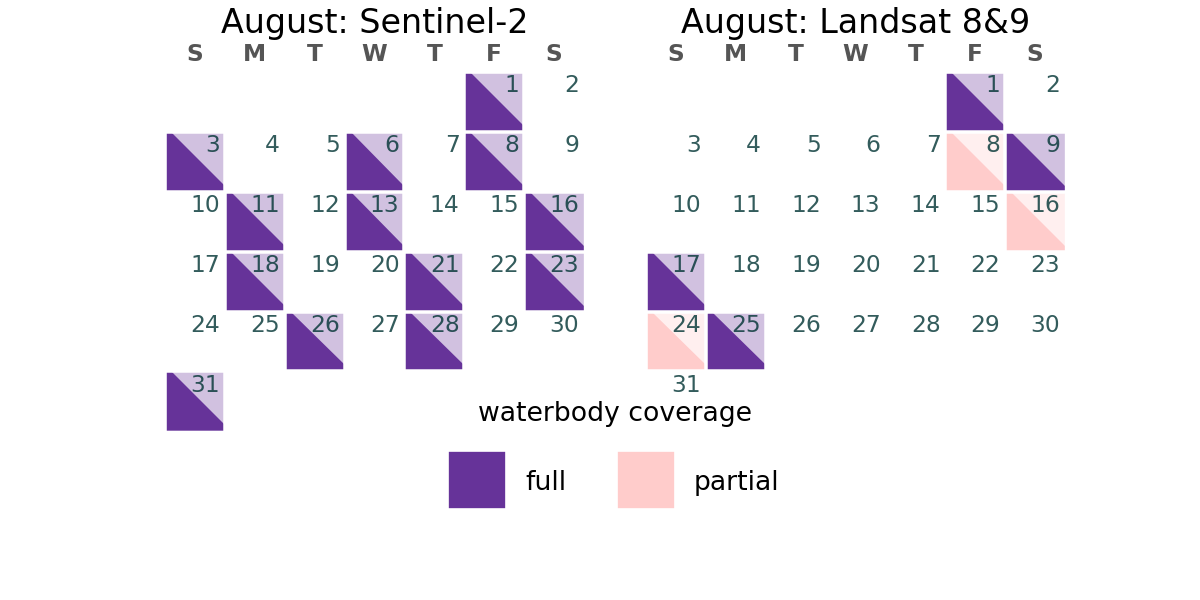 August: Sentinel-2
S M T W T F S
1 2
3 4 5 6 7 8 9
10 11 12 13 14 15 16
17 18 19 20 21 22 23
24 25 26 27 28 29 30
31
August: Landsat 8&9
S M T W T F S
1 2
3 4 5 6 7 8 9
10 11 12 13 14 15 16
17 18 19 20 21 22 23
24 25 26 27 28 29 30
31
waterbody coverage
full partial